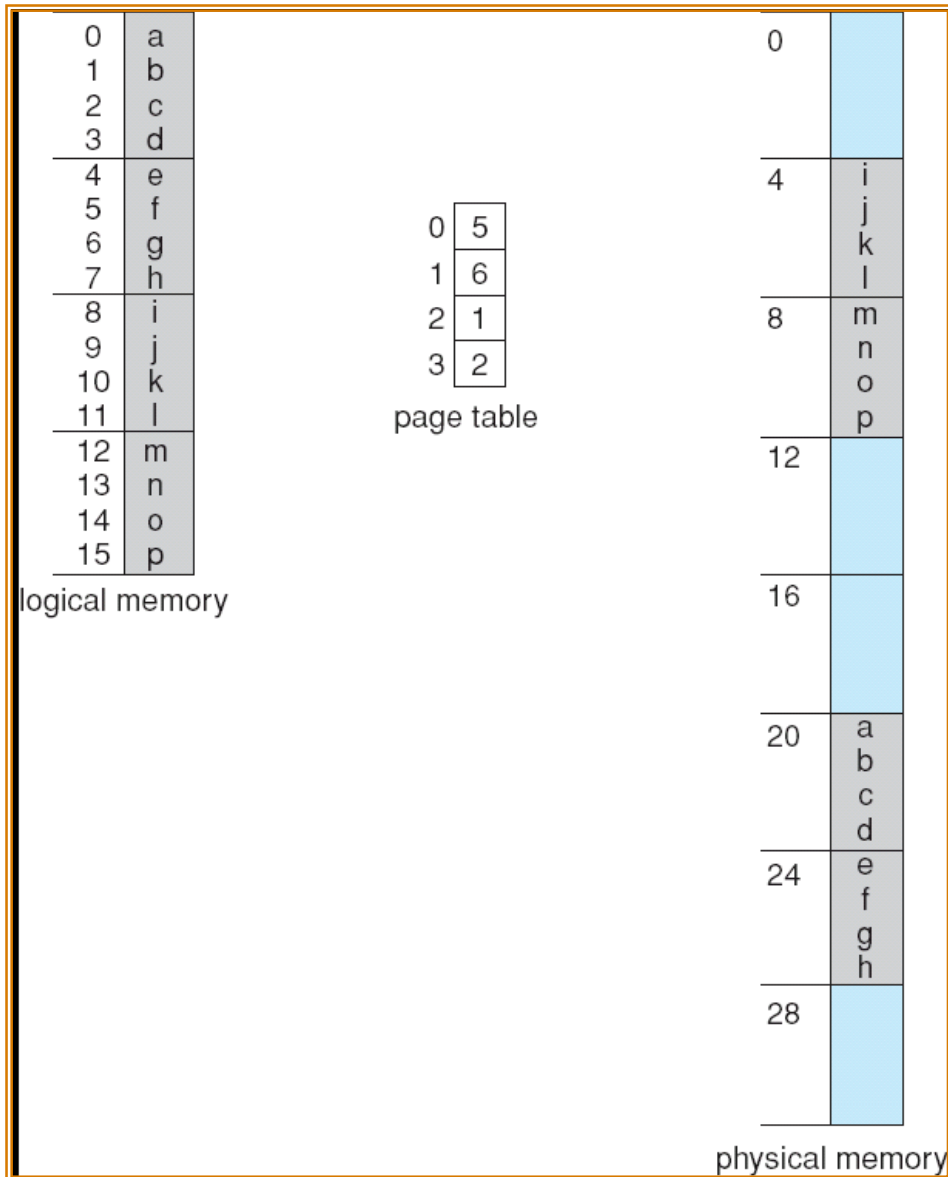 0 a
1 b
2 c
3 d
4 e
5 f
6 g
7 h
8 i
9 j
10 k
11 l
12 m
13 n
14 o
15 p
logical memory
0 5
1 6
2 1
3 2
page table
0
4 i
j
k
l
8 m
n
o
p
12
16
20 a
b
c
d
24 e
f
g
h
28
physical memory